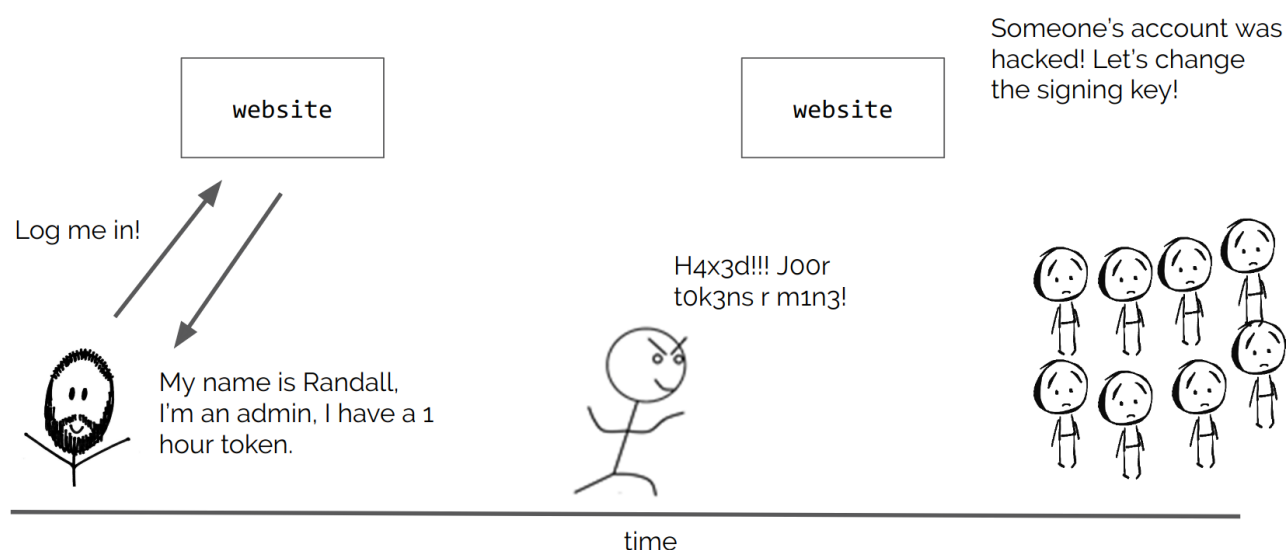 website
Log me in!
My name is Randall,
I'm an admin, I have a 1
hour token.
H4x3d!!! J00r
t0k3ns r m1n3!
website
Someone's account was
hacked! Let's change
the signing key!
time